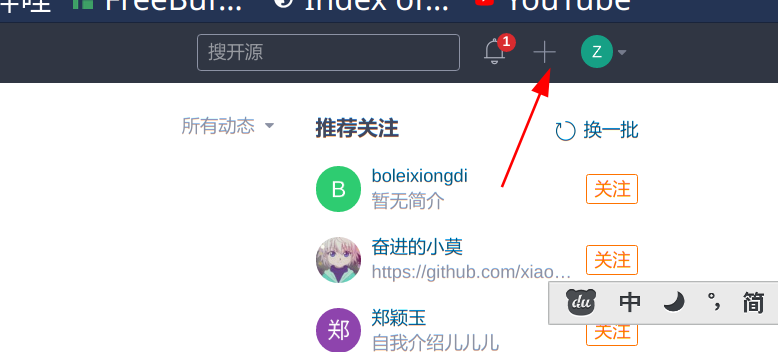 哔哩 FreeBuf... Index of... YouTube
搜开源 1 Z
所有动态 推荐关注 换一批
B boleixiongdi 关注
暂无简介
奋进的小莫 关注
https://github.com/xiao…
郑 郑颖玉 关注
自我介绍儿儿儿
du 中 °， 简